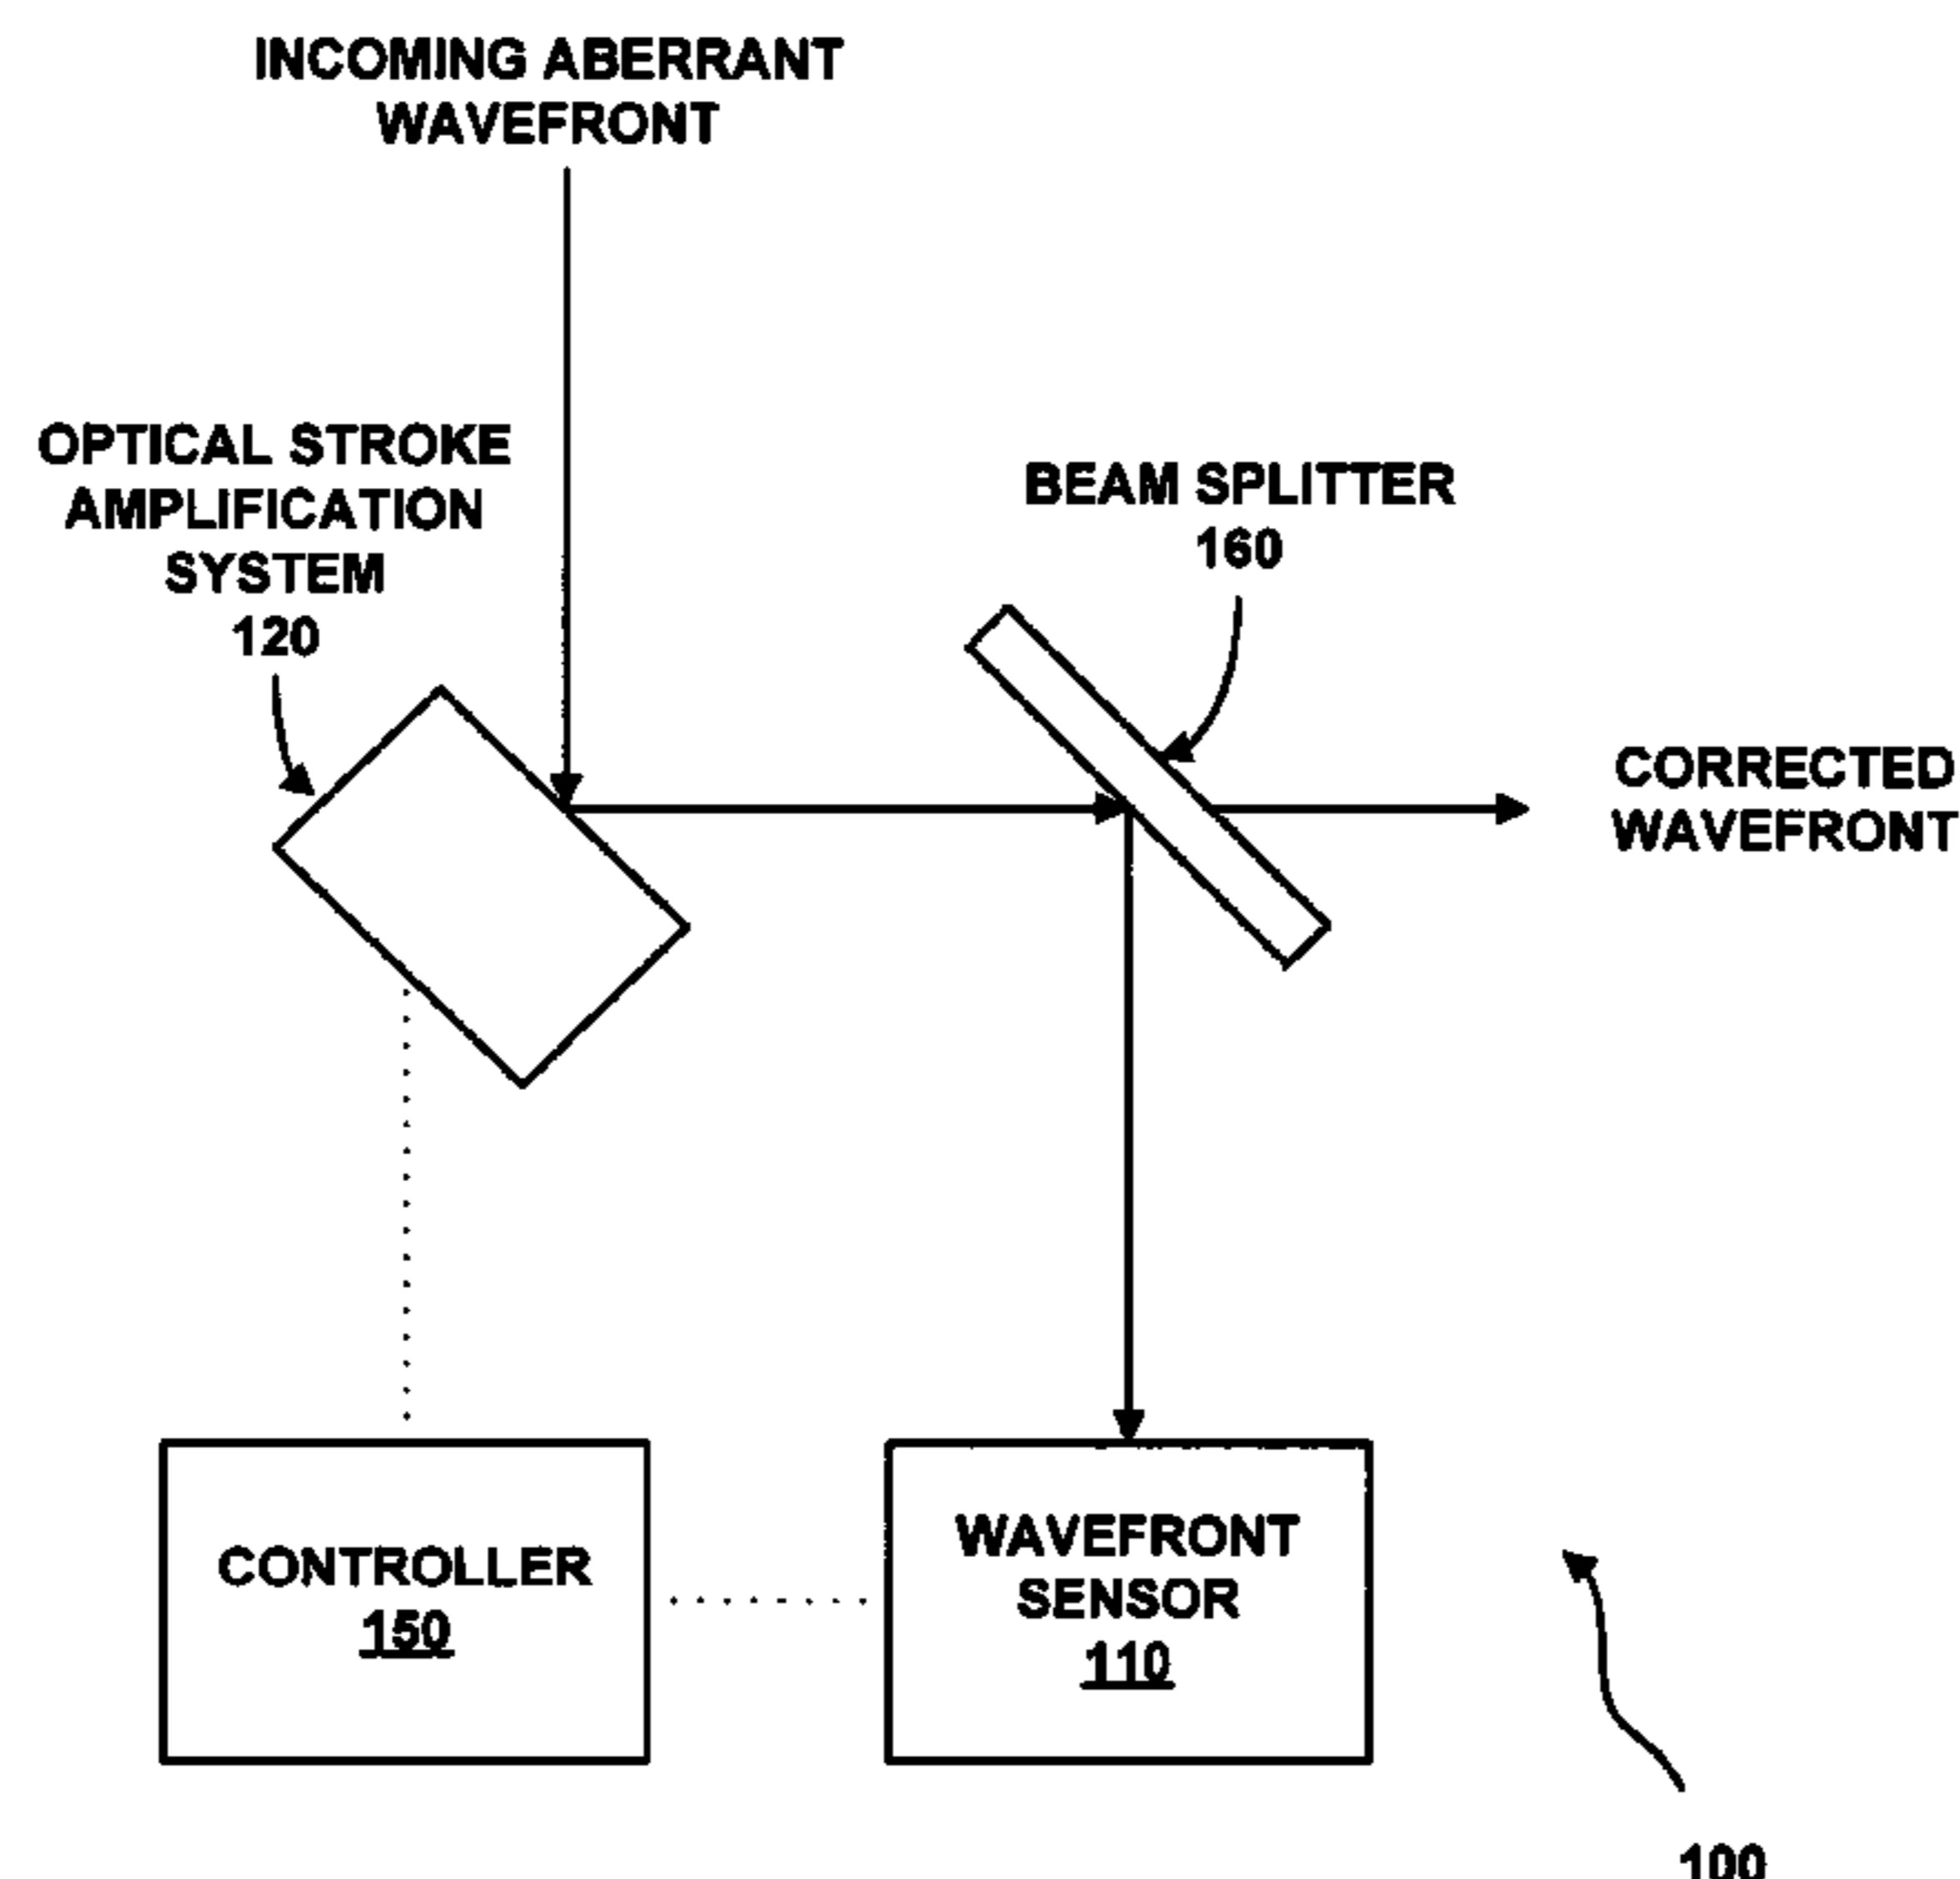 INCOMING ABERRANT
WAVEFRONT
OPTICAL STROKE
AMPLIFICATION
SYSTEM
120
BEAM SPLITTER
160
CORRECTED
WAVEFRONT
CONTROLLER
150
WAVEFRONT
SENSOR
110
100